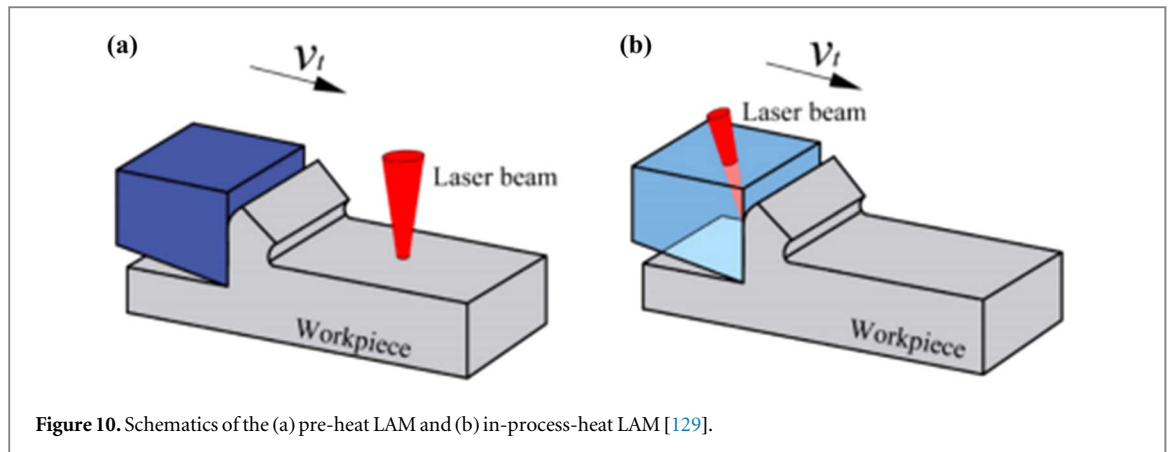 (a)
v_t
Laser beam
Workpiece
(b)
v_t
Laser beam
Workpiece
Figure 10. Schematics of the (a) pre-heat LAM and (b) in-process-heat LAM [129].